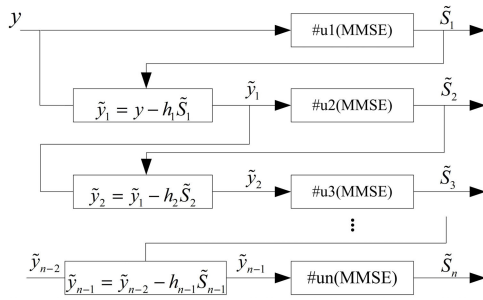 y #u1(MMSE) S̃₁
ỹ₁ = y − h₁S̃₁ ỹ₁ #u2(MMSE) S̃₂
ỹ₂ = ỹ₁ − h₂S̃₂ ỹ₂ #u3(MMSE) S̃₃
⋮
ỹₙ₋₂ ỹₙ₋₁ = ỹₙ₋₂ − hₙ₋₁S̃ₙ₋₁ ỹₙ₋₁ #un(MMSE) S̃ₙ